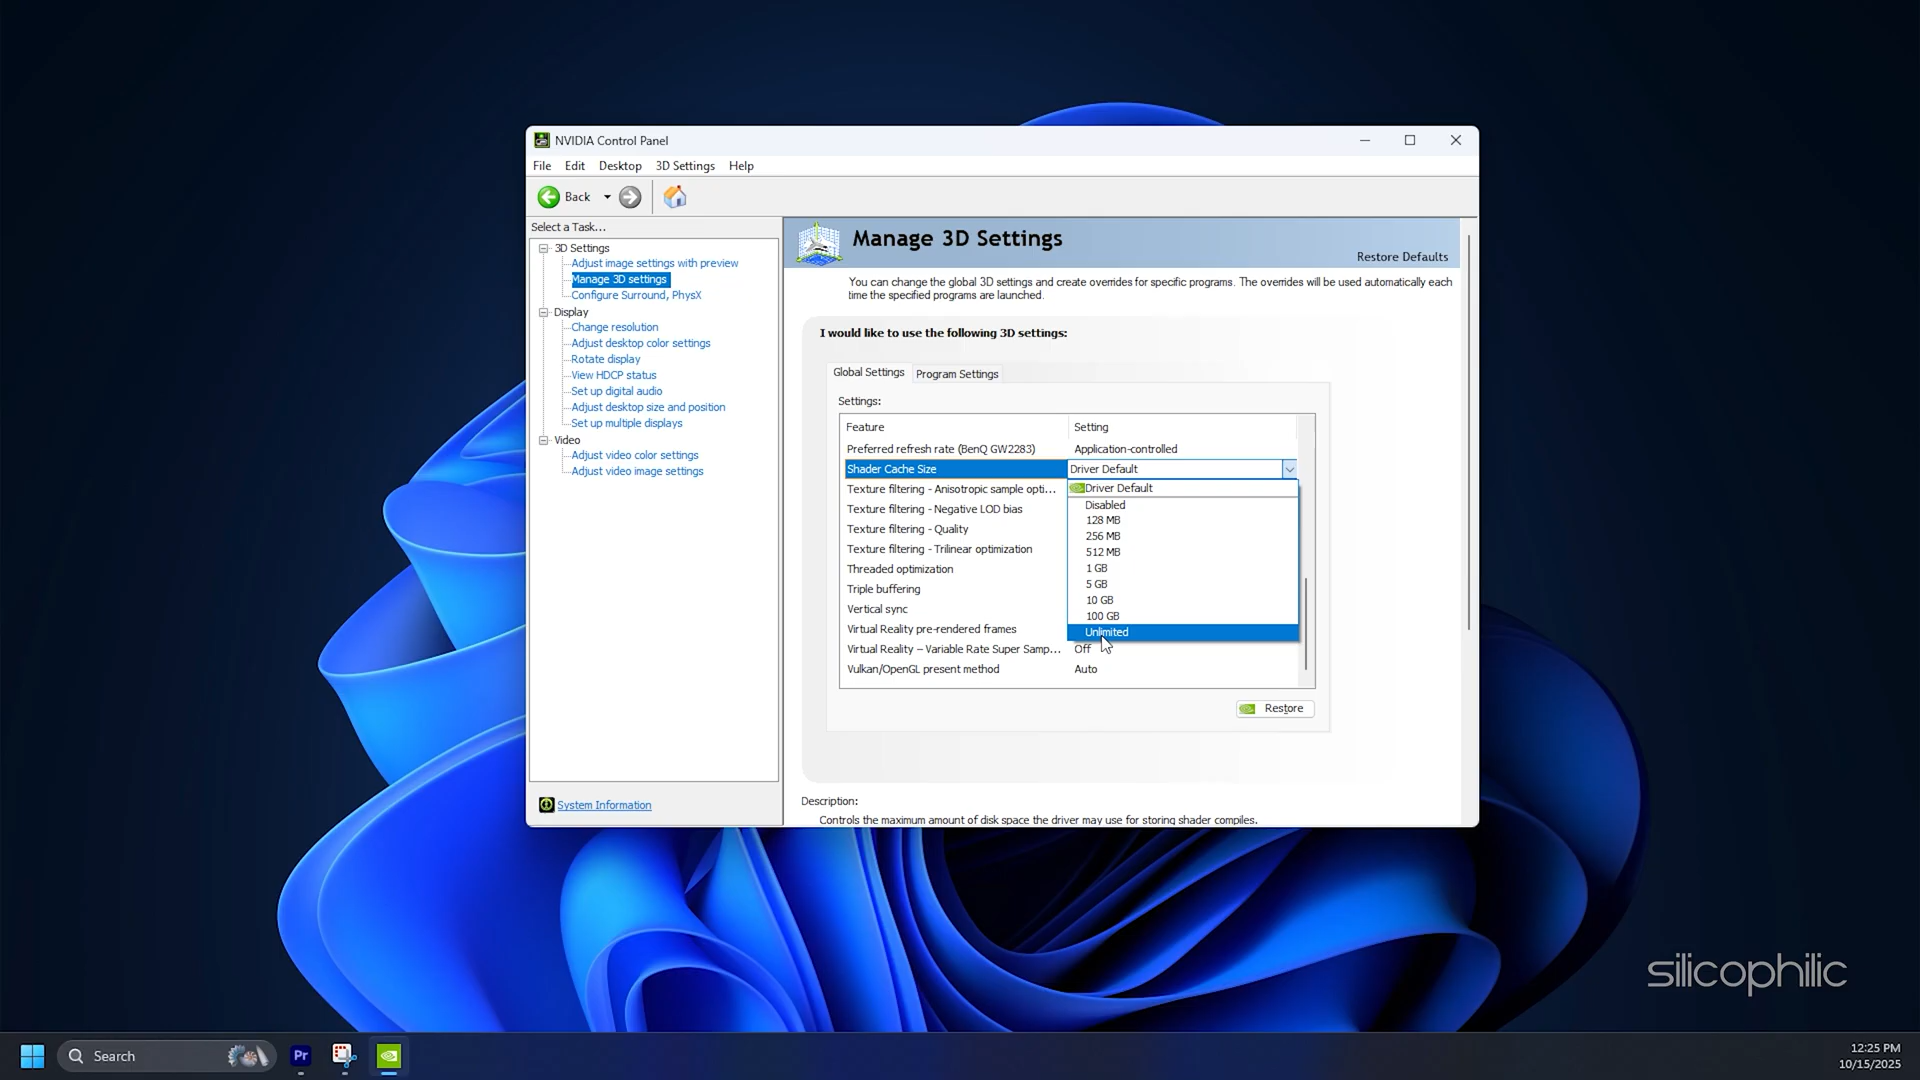 NVIDIA Control Panel
File Edit Desktop 3D Settings Help
Back
Select a Task...
3D Settings
Adjust image settings with preview
Manage 3D settings
Configure Surround, PhysX
Display
Change resolution
Adjust desktop color settings
Rotate display
View HDCP status
Set up digital audio
Adjust desktop size and position
Set up multiple displays
Video
Adjust video color settings
Adjust video image settings
System Information
Manage 3D Settings
Restore Defaults
You can change the global 3D settings and create overrides for specific programs. The overrides will be used automatically each
time the specified programs are launched.
I would like to use the following 3D settings:
Global Settings Program Settings
Settings:
Feature Setting
Preferred refresh rate (BenQ GW2283) Application-controlled
Shader Cache Size Driver Default
Texture filtering - Anisotropic sample opti...
Texture filtering - Negative LOD bias
Texture filtering - Quality
Texture filtering - Trilinear optimization
Threaded optimization
Triple buffering
Vertical sync
Virtual Reality pre-rendered frames
Virtual Reality – Variable Rate Super Samp... Off
Vulkan/OpenGL present method Auto
Driver Default
Disabled
128 MB
256 MB
512 MB
1 GB
5 GB
10 GB
100 GB
Unlimited
Restore
Description:
Controls the maximum amount of disk space the driver may use for storing shader compiles.
silicophilic
Search
Pr
12:25 PM
10/15/2025